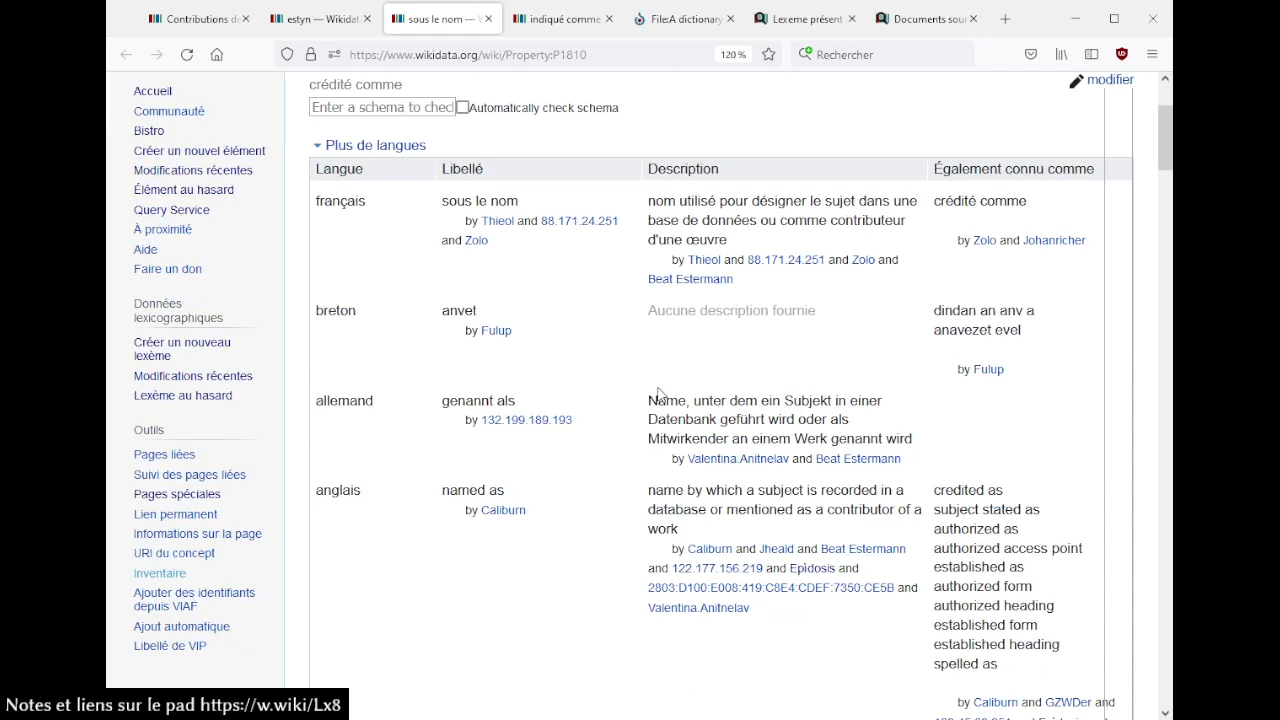 Contributions de
estyn — Wikidat
sous le nom — W
indiqué comme
File:A dictionary
Lexeme présent
Documents sou
https://www.wikidata.org/wiki/Property:P1810
120 %
Rechercher
Accueil
Communauté
Bistro
Créer un nouvel élément
Modifications récentes
Élément au hasard
Query Service
À proximité
Aide
Faire un don
Données
lexicographiques
Créer un nouveau
lexème
Modifications récentes
Lexème au hasard
Outils
Pages liées
Suivi des pages liées
Pages spéciales
Lien permanent
Informations sur la page
URI du concept
Inventaire
Ajouter des identifiants
depuis VIAF
Ajout automatique
Libellé de VIP
crédité comme
modifier
Enter a schema to chec
Automatically check schema
Plus de langues
Langue Libellé Description Également connu comme
français
sous le nom
by Thieol and 88.171.24.251
and Zolo
nom utilisé pour désigner le sujet dans une
base de données ou comme contributeur
d'une œuvre
by Thieol and 88.171.24.251 and Zolo and
Beat Estermann
crédité comme
by Zolo and Johanricher
breton
anvet
by Fulup
Aucune description fournie
dindan an anv a
anavezet evel
by Fulup
allemand
genannt als
by 132.199.189.193
Name, unter dem ein Subjekt in einer
Datenbank geführt wird oder als
Mitwirkender an einem Werk genannt wird
by Valentina.Anitnelav and Beat Estermann
anglais
named as
by Caliburn
name by which a subject is recorded in a
database or mentioned as a contributor of a
work
by Caliburn and Jheald and Beat Estermann
and 122.177.156.219 and Epìdosis and
2803:D100:E008:419:C8E4:CDEF:7350:CE5B and
Valentina.Anitnelav
credited as
subject stated as
authorized as
authorized access point
established as
authorized form
authorized heading
established form
established heading
spelled as
by Caliburn and GZWDer and
Notes et liens sur le pad https://w.wiki/Lx8